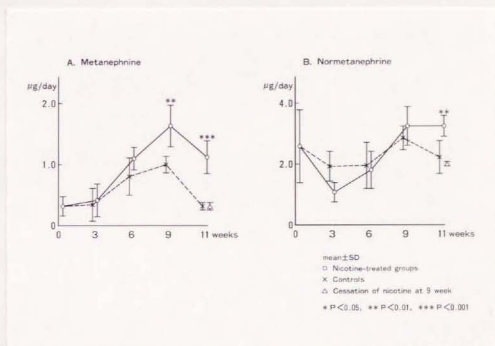 A. Metanephnine
B. Normetanephrine
µg/day
µg/day
2.0
4.0
**
***
**
1.0
2.0
0
0
0 3 6 9 11 weeks
0 3 6 9 11 weeks
mean±SD
○ Nicotine-treated groups
× Controls
△ Cessation of nicotine at 9 week
* P<0.05, ** P<0.01, *** P<0.001